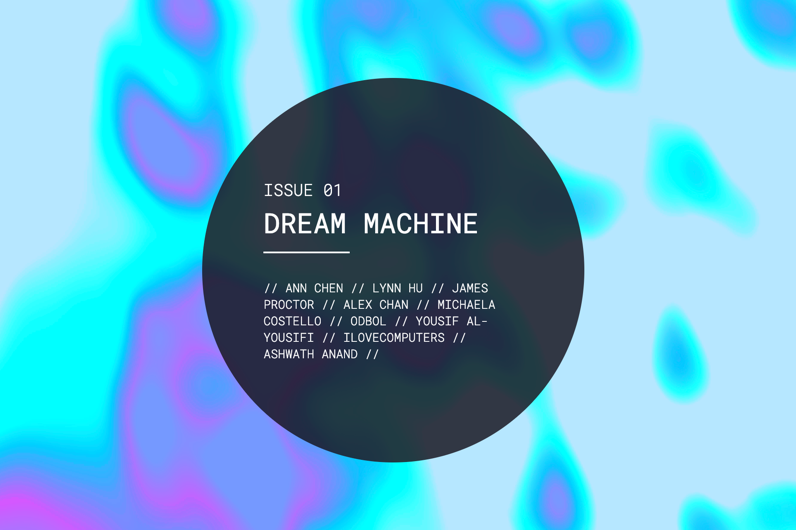 ISSUE 01
DREAM MACHINE
// ANN CHEN // LYNN HU // JAMES
PROCTOR // ALEX CHAN // MICHAELA
COSTELLO // ODBOL // YOUSIF AL-
YOUSIFI // ILOVECOMPUTERS //
ASHWATH ANAND //